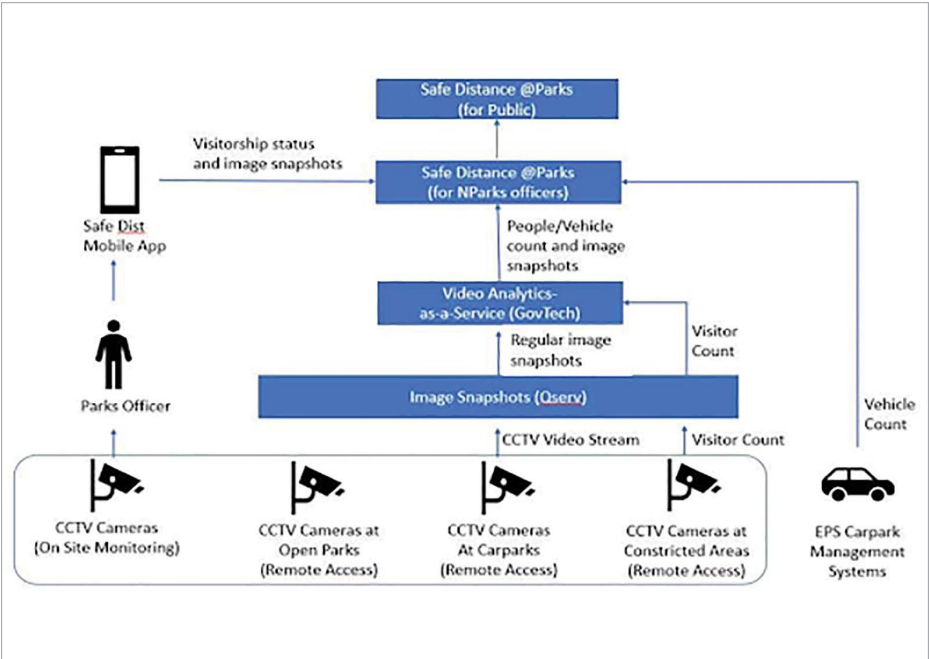 Safe Distance @Parks
(for Public)
Visitorship status
and image snapshots
Safe Distance @Parks
(for NParks officers)
Safe Dist
Mobile App
People/Vehicle
count and image
snapshots
Video Analytics-
as-a-Service (GovTech)
Regular image
snapshots
Visitor
Count
Parks Officer
Image Snapshots (Qserv)
Vehicle
Count
CCTV Video Stream
Visitor Count
CCTV Cameras
(On Site Monitoring)
CCTV Cameras at
Open Parks
(Remote Access)
CCTV Cameras
At Carparks
(Remote Access)
CCTV Cameras at
Constricted Areas
(Remote Access)
EPS Carpark
Management
Systems